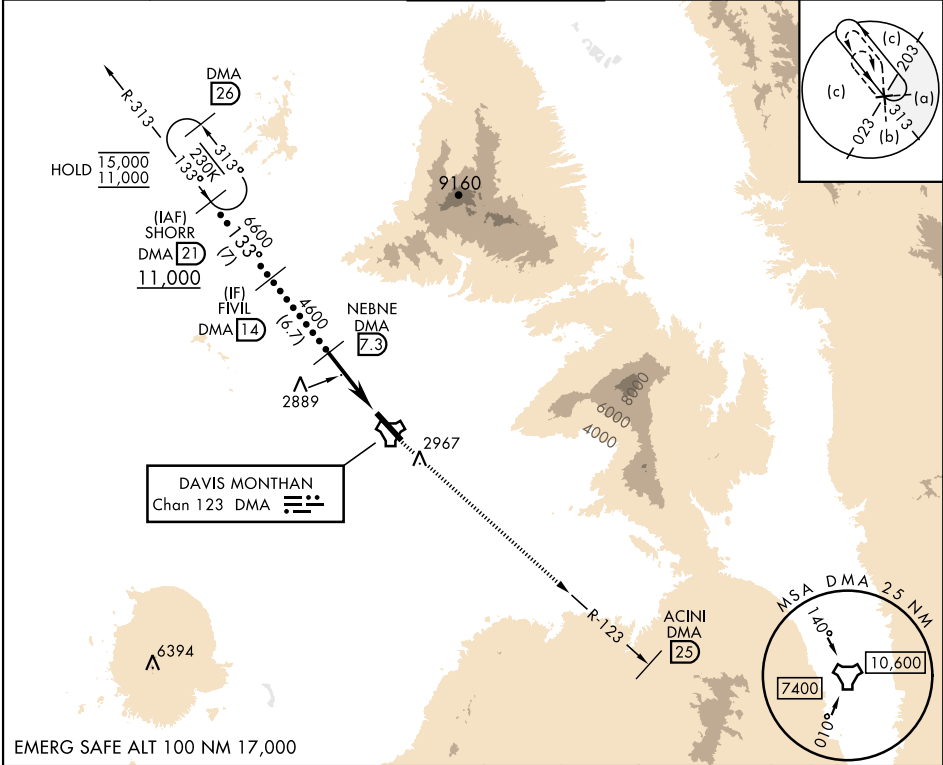 R-313
DMA
26
HOLD 15,000
11,000
313°
230K
133°
(IAF)
SHORR
DMA 21
11,000
6600
133°
(7)
(IF)
FIVIL
DMA 14
4600
(6.7)
NEBNE
DMA
7.3
2889
2967
9160
8000
6000
4000
DAVIS MONTHAN
Chan 123 DMA
R-123
ACINI
DMA
25
6394
EMERG SAFE ALT 100 NM 17,000
(c)
203
(c)
(a)
313
(b)
023
MSA DMA 25 NM
140°
10,600
7400
010°